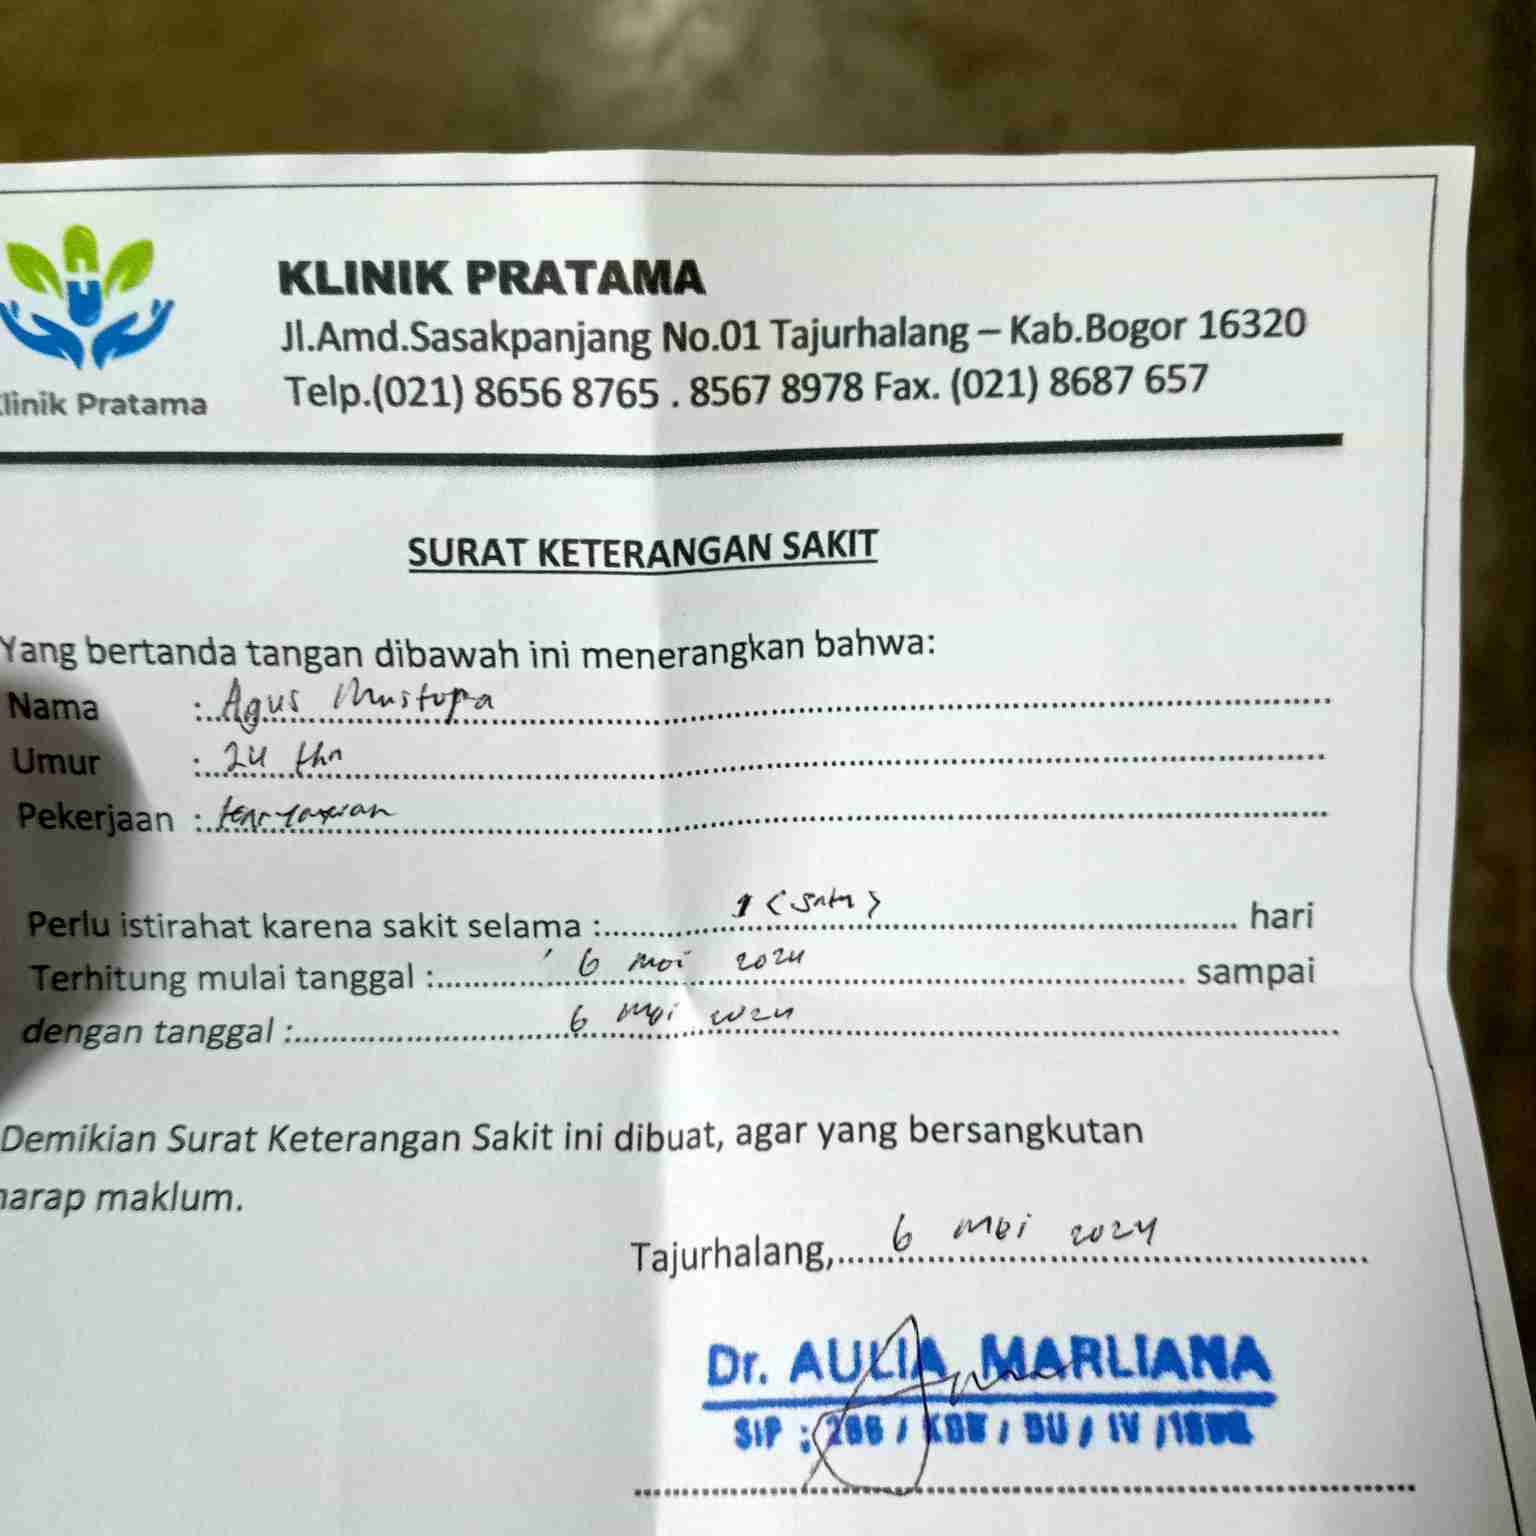 KLINIK PRATAMA
Jl.Amd.Sasakpanjang No.01 Tajurhalang – Kab.Bogor 16320
Telp.(021) 8656 8765 . 8567 8978 Fax. (021) 8687 657
Klinik Pratama
SURAT KETERANGAN SAKIT
Yang bertanda tangan dibawah ini menerangkan bahwa:
Nama : Agus Mustopa
Umur : 24 thn
Pekerjaan : karyawan
Perlu istirahat karena sakit selama : 1 (satu) hari
Terhitung mulai tanggal : 6 mei 2024 sampai
dengan tanggal : 6 mei 2024
Demikian Surat Keterangan Sakit ini dibuat, agar yang bersangkutan
harap maklum.
Tajurhalang, 6 mei 2024
Dr. AULIA MARLIANA
SIP : / IV /